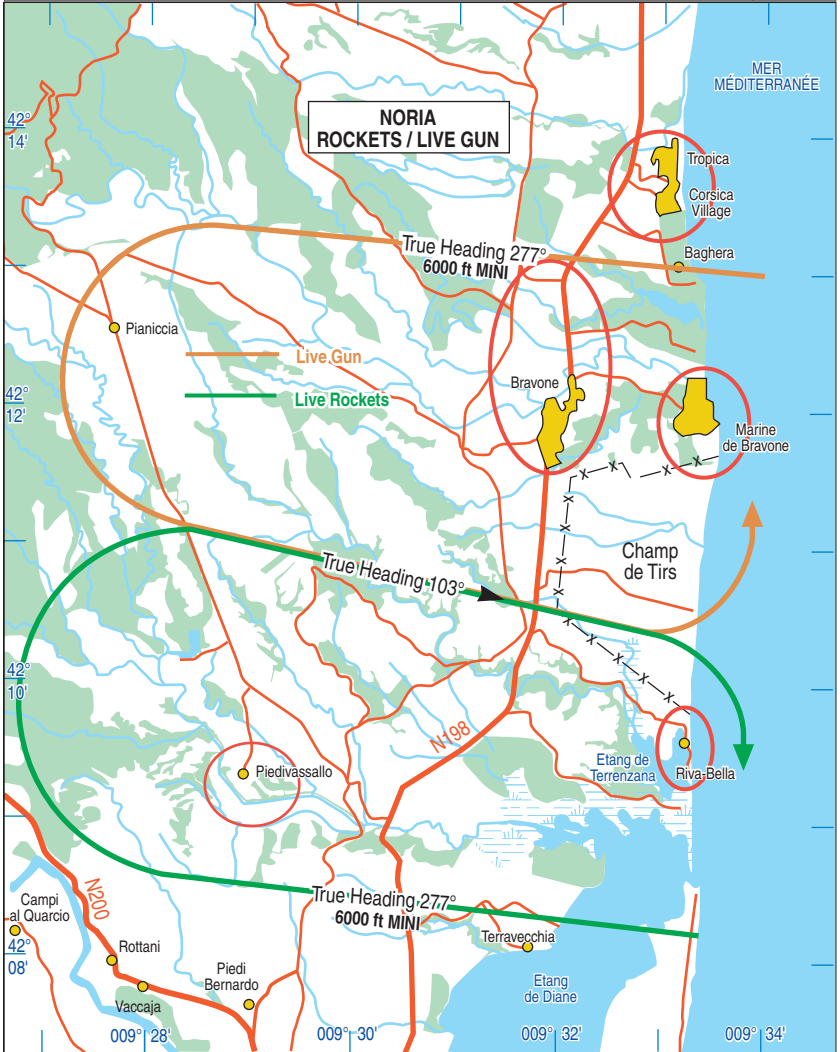 MER
MÉDITERRANÉE
NORIA
ROCKETS / LIVE GUN
42°
14'
Tropica
Corsica
Village
True Heading 277°
6000 ft MINI
Baghera
Pianiccia
Live Gun
Live Rockets
42°
12'
Bravone
Marine
de Bravone
Champ
de Tirs
True Heading 103°
42°
10'
N198
Piedivassallo
Etang de
Terrenzana
Riva-Bella
True Heading 277°
6000 ft MINI
N200
Campi
al Quarcio
Rottani
42°
08'
Terravecchia
Piedi
Bernardo
Vaccaja
Etang
de Diane
009° 28'
009° 30'
009° 32'
009° 34'